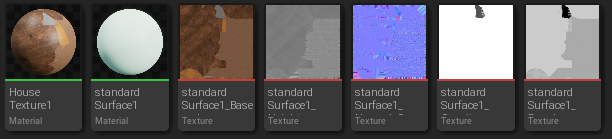 House
Texture1
Material
standard
Surface1
Material
standard
Surface1_Base
Texture
standard
Surface1_
Texture
standard
Surface1_
Texture
standard
Surface1_
Texture
standard
Surface1_
Texture